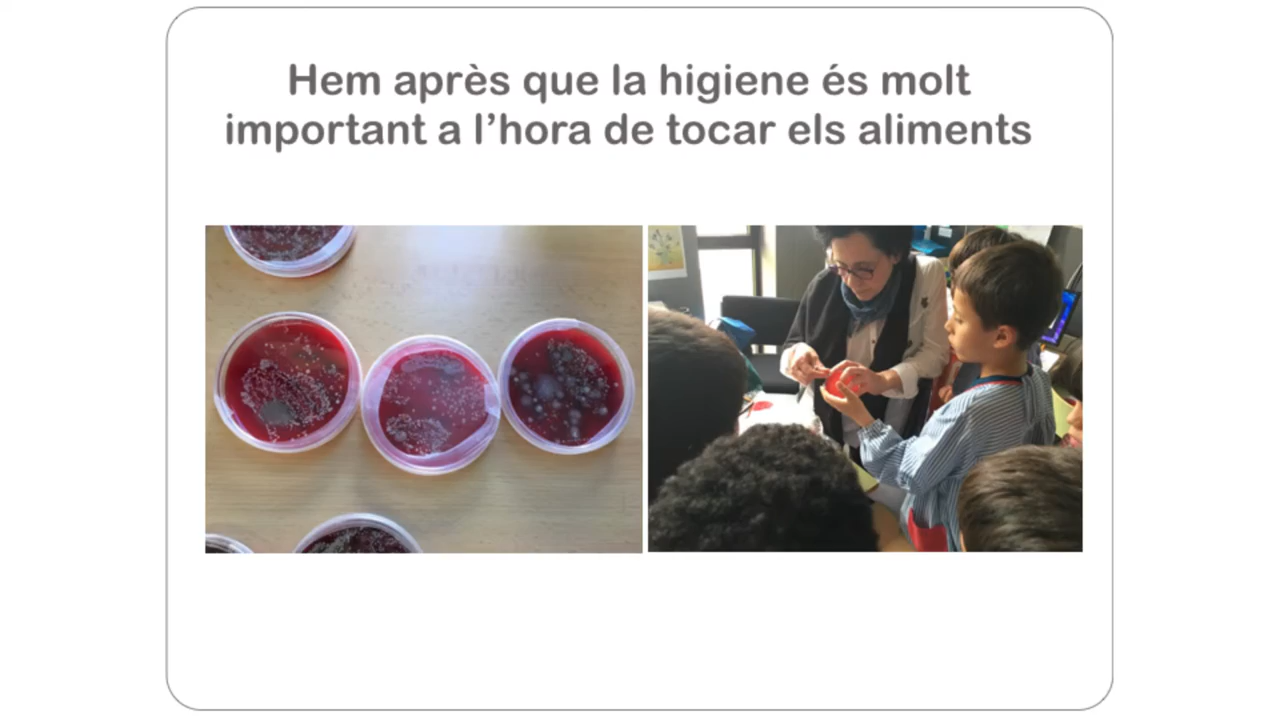 Hem après que la higiene és molt
important a l’hora de tocar els aliments